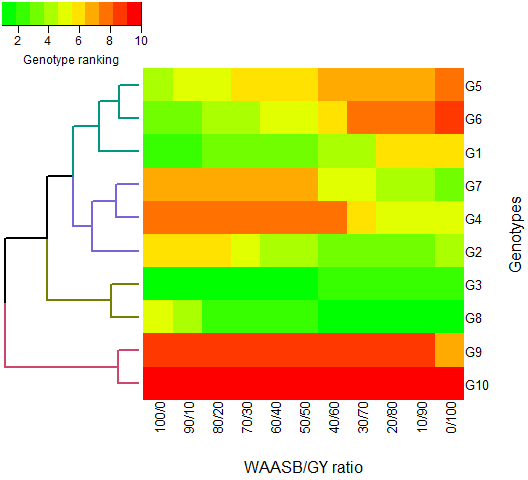 2 4 6 8 10
Genotype ranking
G5
G6
G1
G7
G4
G2
G3
G8
G9
G10
Genotypes
100/0 90/10 80/20 70/30 60/40 50/50 40/60 30/70 20/80 10/90 0/100
WAASB/GY ratio